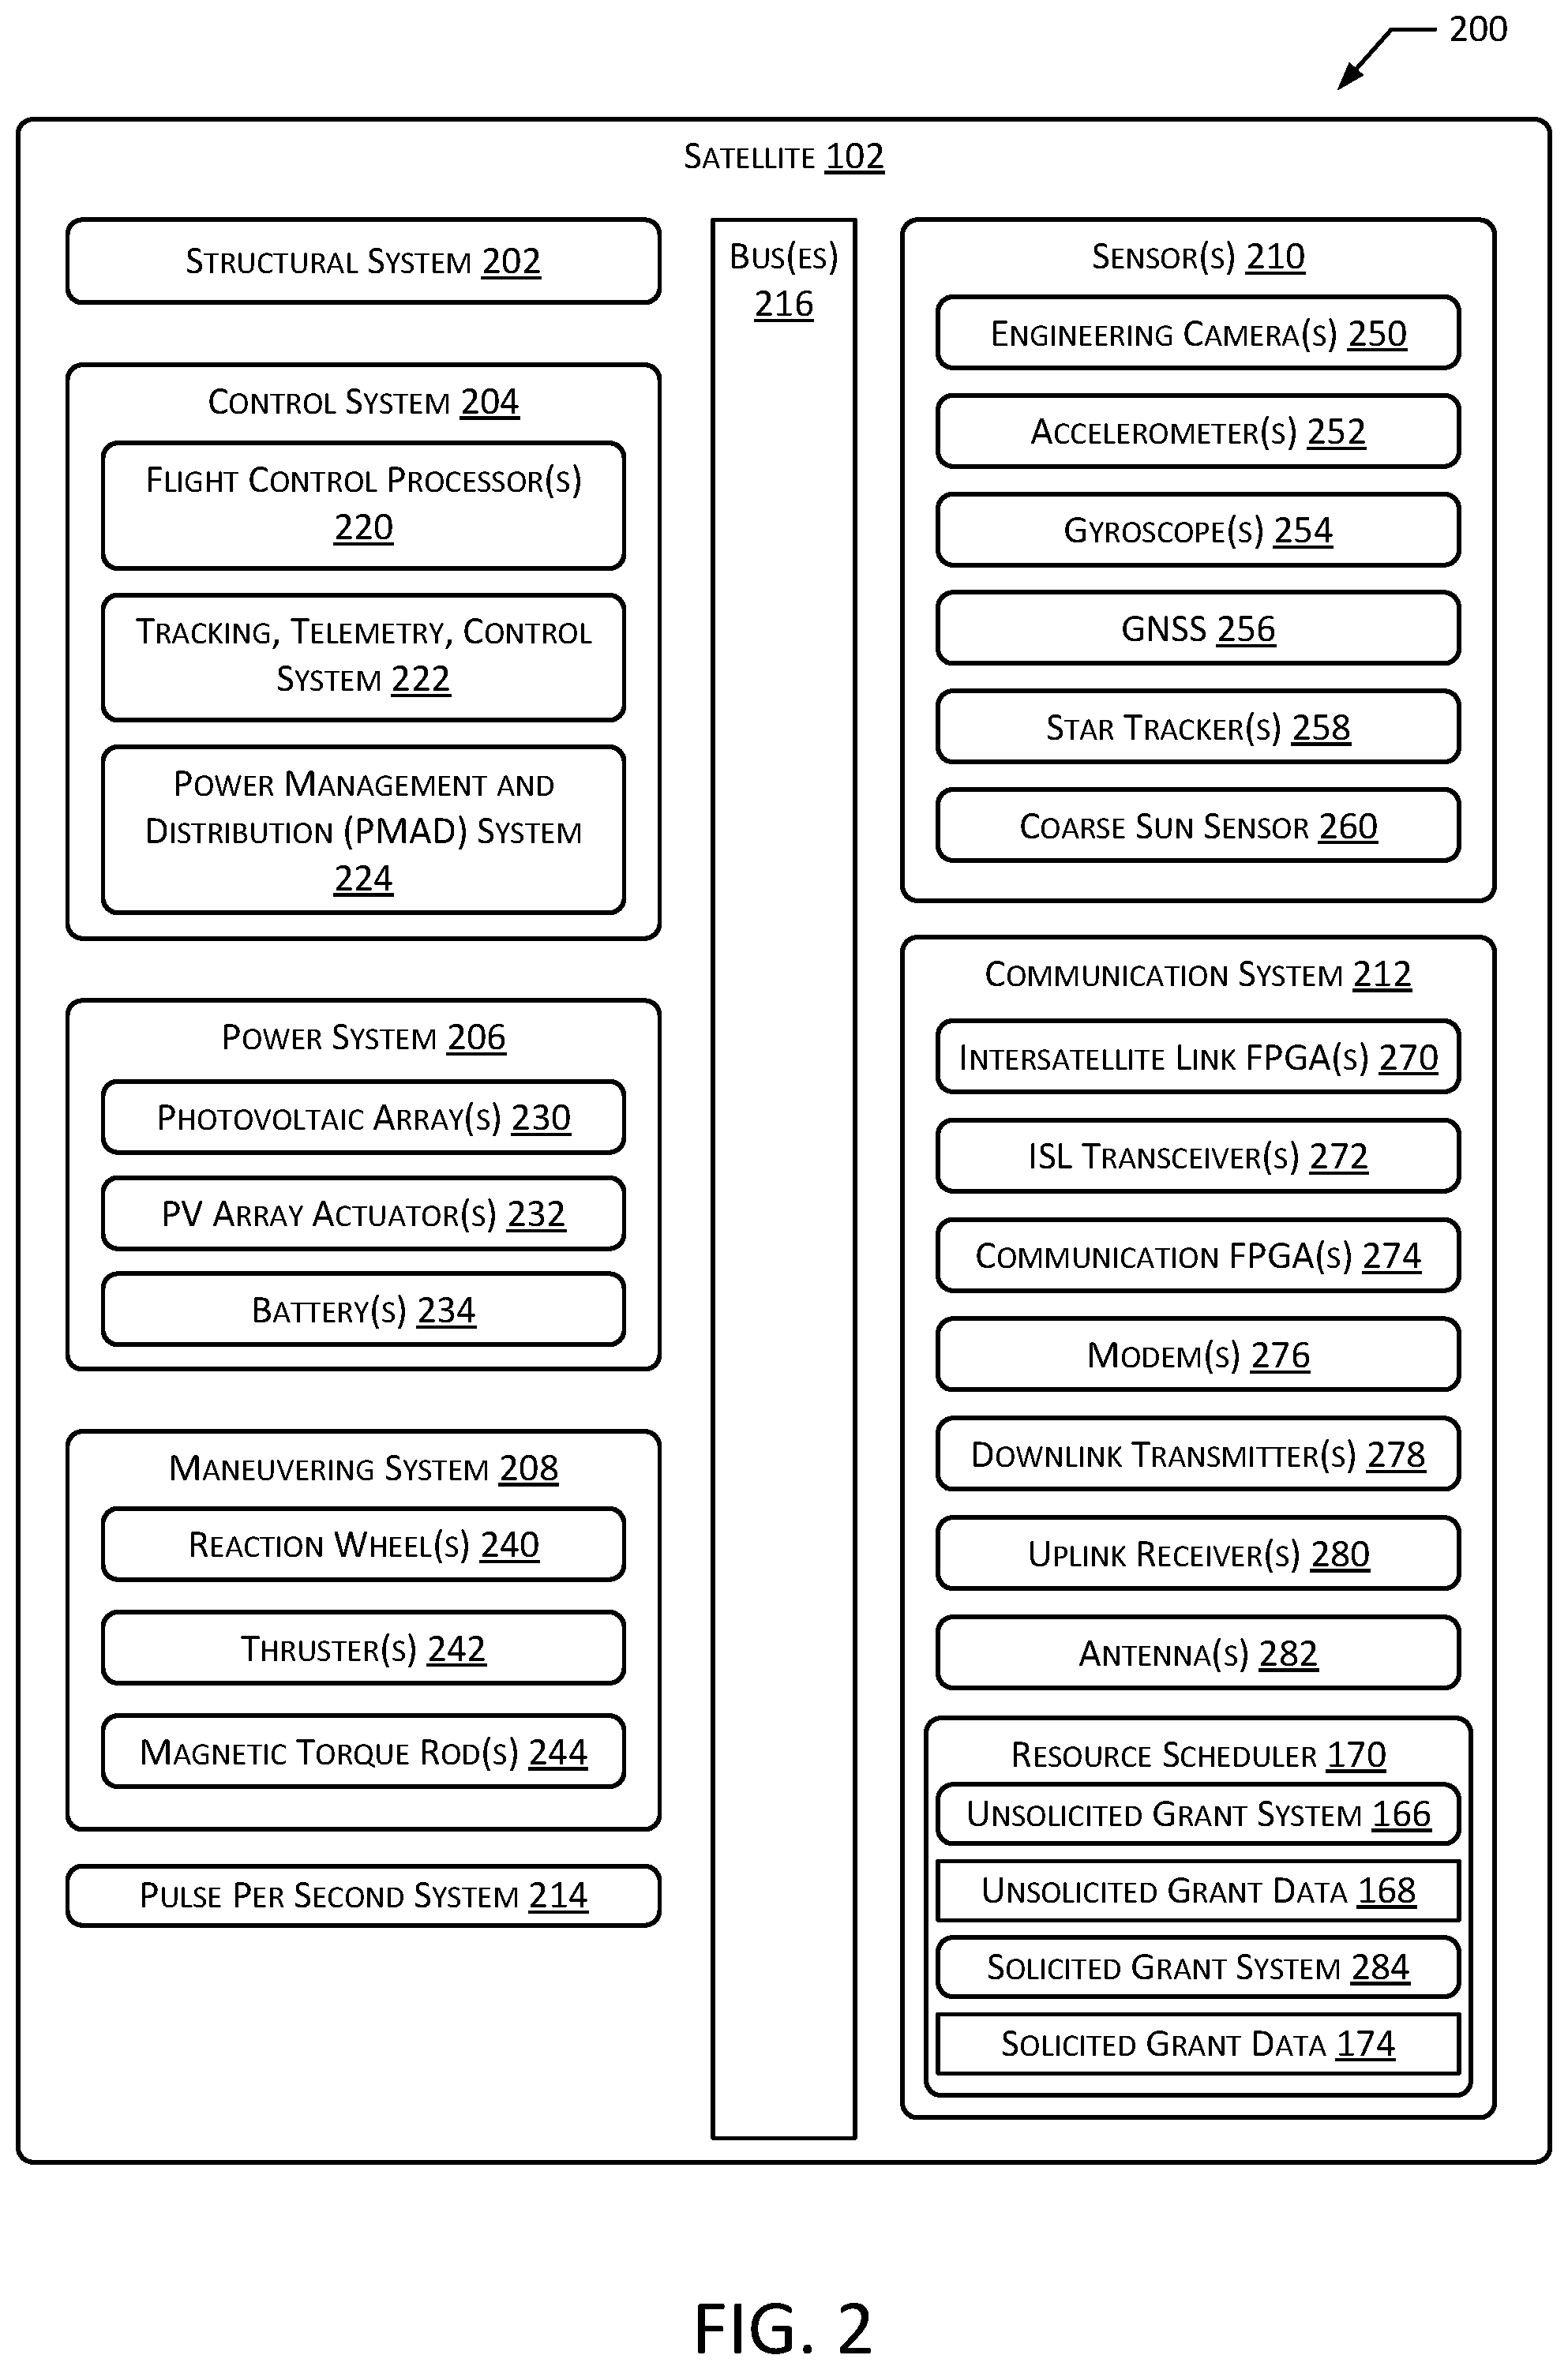 200
SATELLITE 102
STRUCTURAL SYSTEM 202
CONTROL SYSTEM 204
FLIGHT CONTROL PROCESSOR(S)
220
TRACKING, TELEMETRY, CONTROL
SYSTEM 222
POWER MANAGEMENT AND
DISTRIBUTION (PMAD) SYSTEM
224
POWER SYSTEM 206
PHOTOVOLTAIC ARRAY(S) 230
PV ARRAY ACTUATOR(S) 232
BATTERY(S) 234
MANEUVERING SYSTEM 208
REACTION WHEEL(S) 240
THRUSTER(S) 242
MAGNETIC TORQUE ROD(S) 244
PULSE PER SECOND SYSTEM 214
BUS(ES)
216
SENSOR(S) 210
ENGINEERING CAMERA(S) 250
ACCELEROMETER(S) 252
GYROSCOPE(S) 254
GNSS 256
STAR TRACKER(S) 258
COARSE SUN SENSOR 260
COMMUNICATION SYSTEM 212
INTERSATELLITE LINK FPGA(S) 270
ISL TRANSCEIVER(S) 272
COMMUNICATION FPGA(S) 274
MODEM(S) 276
DOWNLINK TRANSMITTER(S) 278
UPLINK RECEIVER(S) 280
ANTENNA(S) 282
RESOURCE SCHEDULER 170
UNSOLICITED GRANT SYSTEM 166
UNSOLICITED GRANT DATA 168
SOLICITED GRANT SYSTEM 284
SOLICITED GRANT DATA 174
FIG. 2